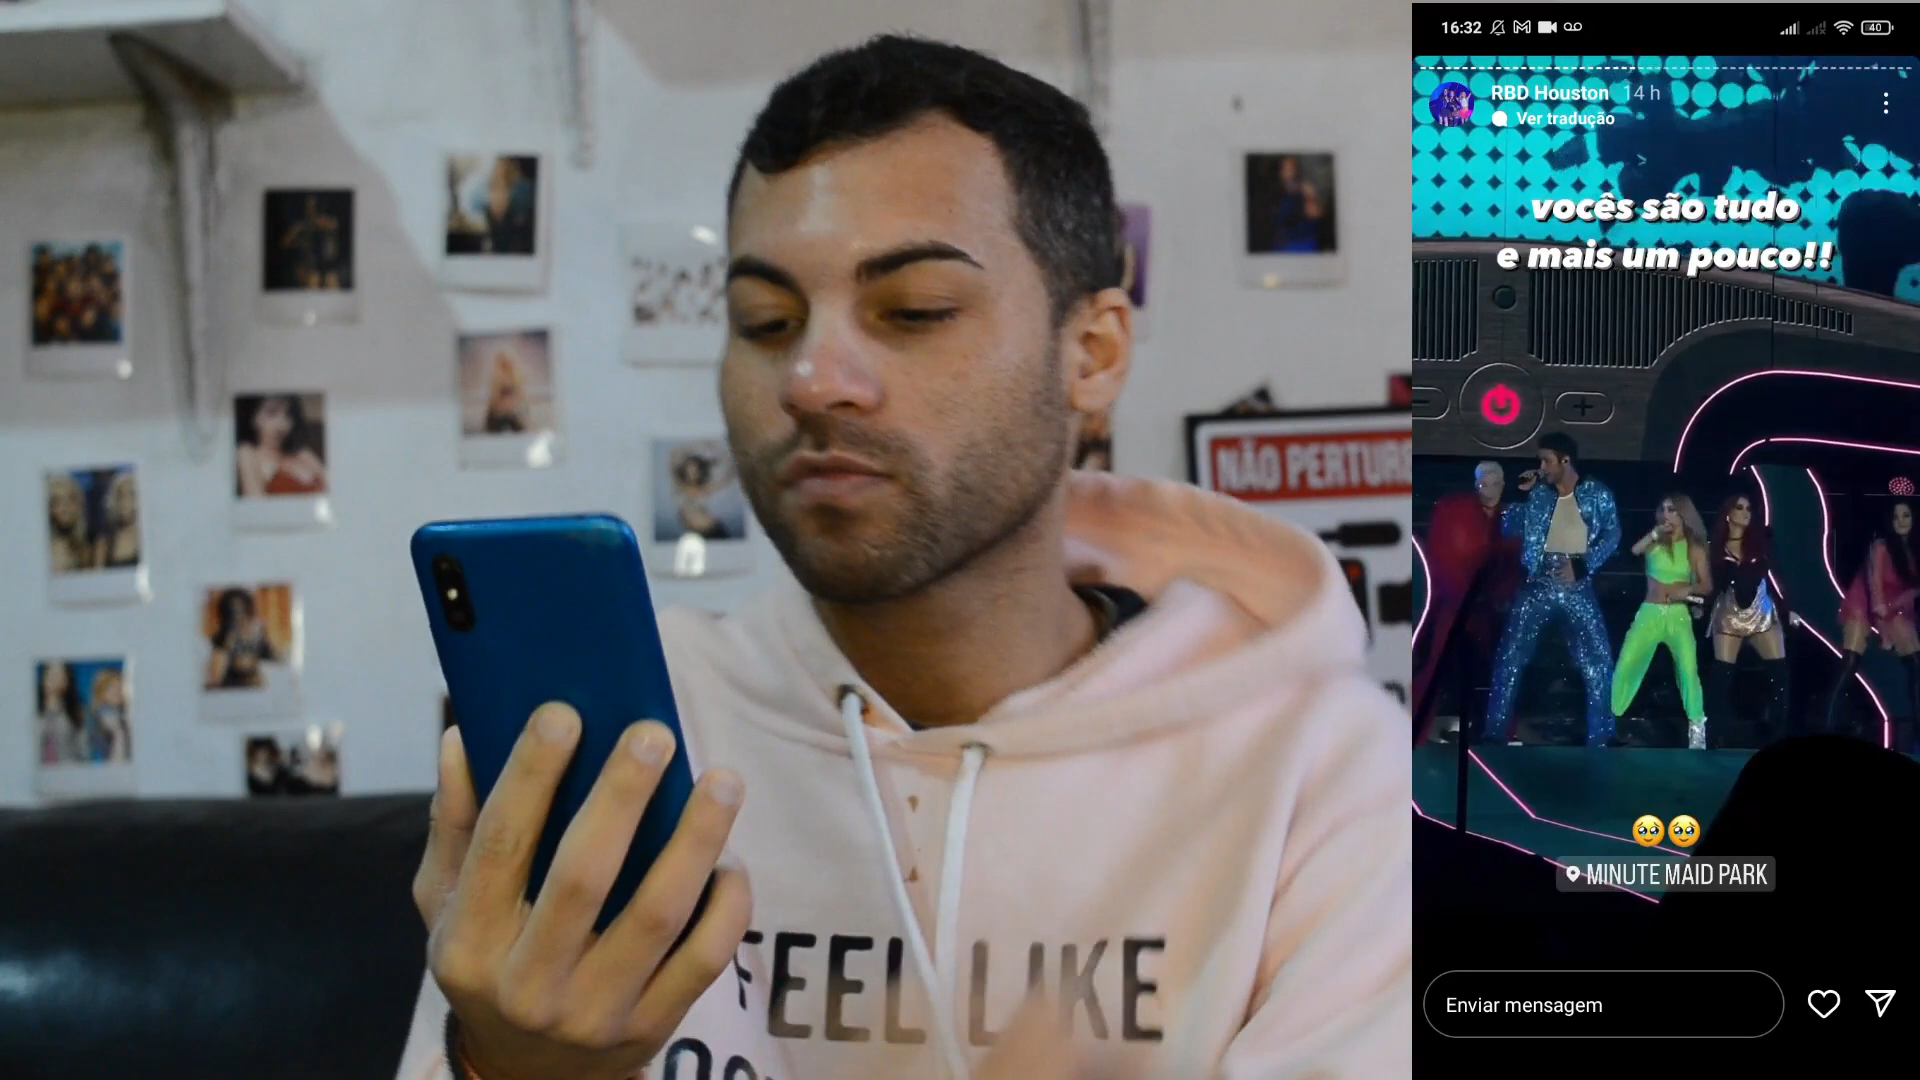 NÃO PERTUR
FEEL LIKE
16:32
40
RBD Houston 14 h
Ver tradução
vocês são tudo
e mais um pouco!!
MINUTE MAID PARK
Enviar mensagem